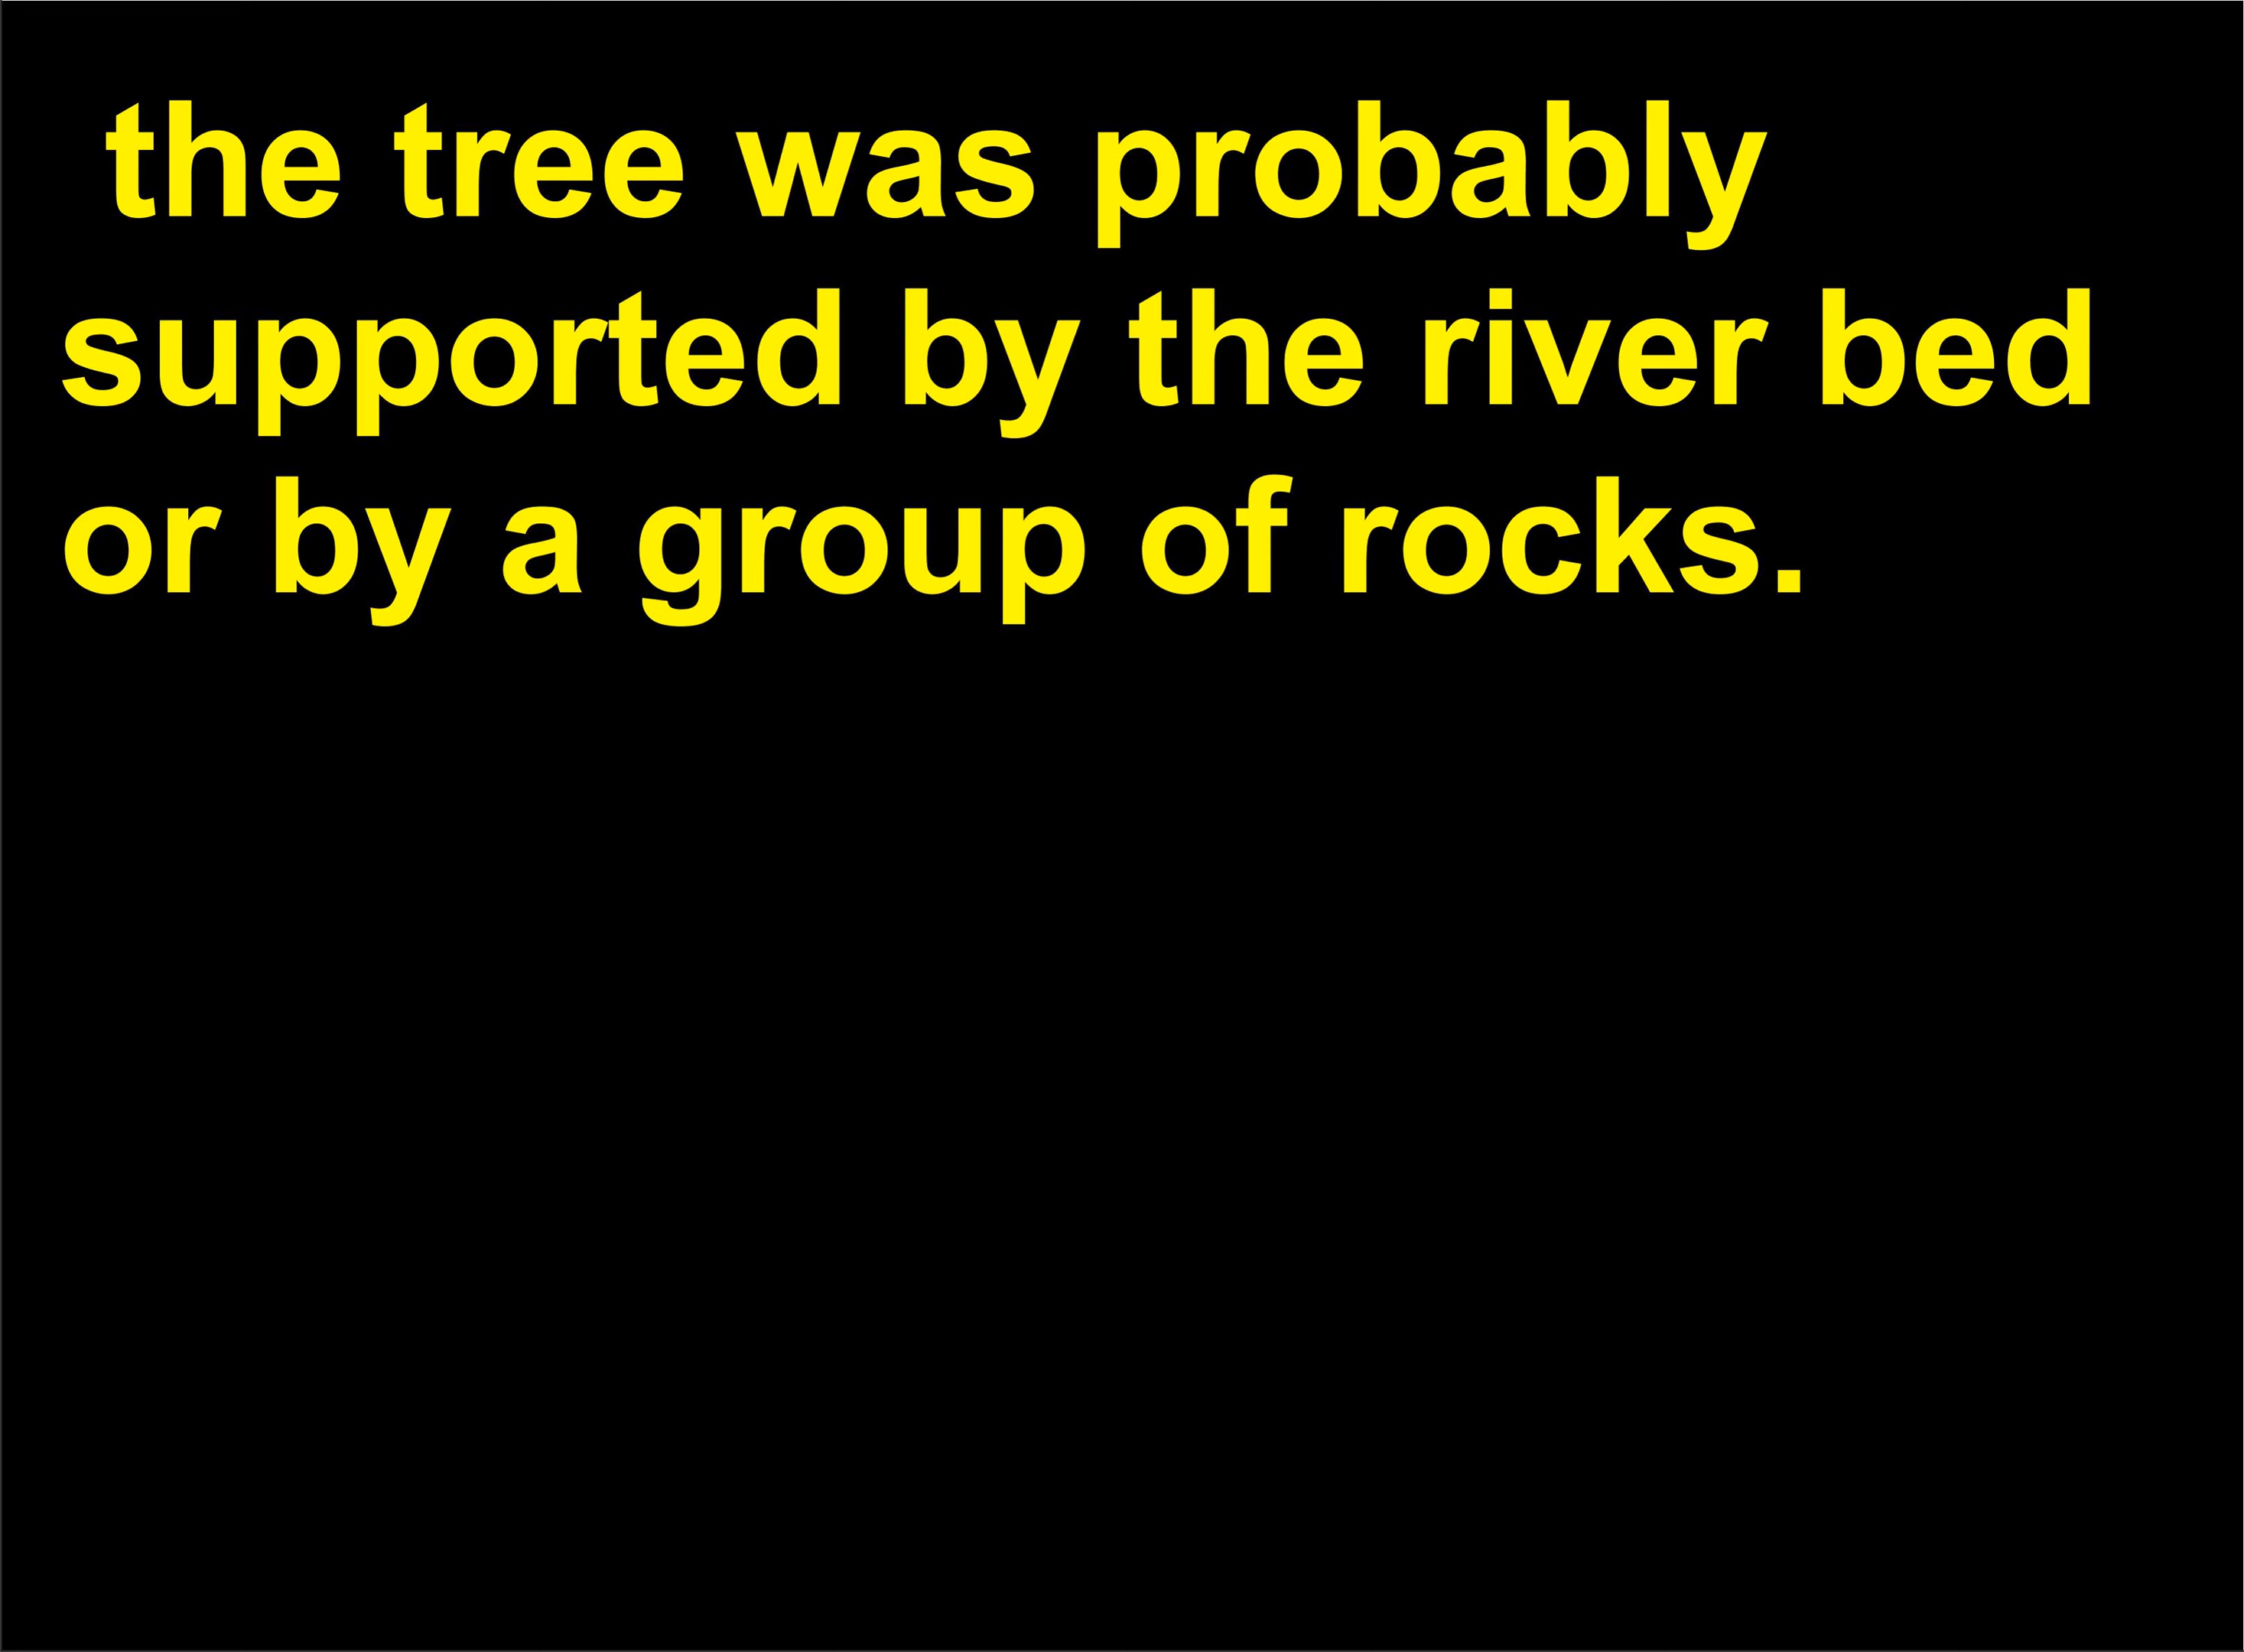 the tree was probably
supported by the river bed
or by a group of rocks.